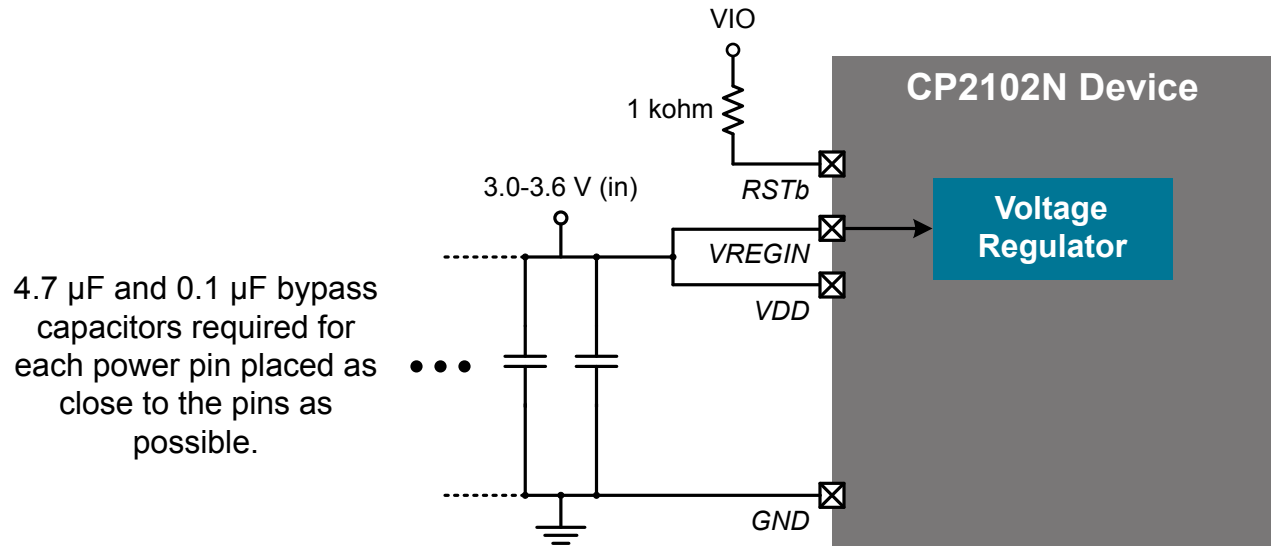 VIO
CP2102N Device
1 kohm
RSTb
3.0-3.6 V (in)
Voltage
Regulator
VREGIN
4.7 µF and 0.1 µF bypass
capacitors required for
each power pin placed as
close to the pins as
possible.
VDD
GND